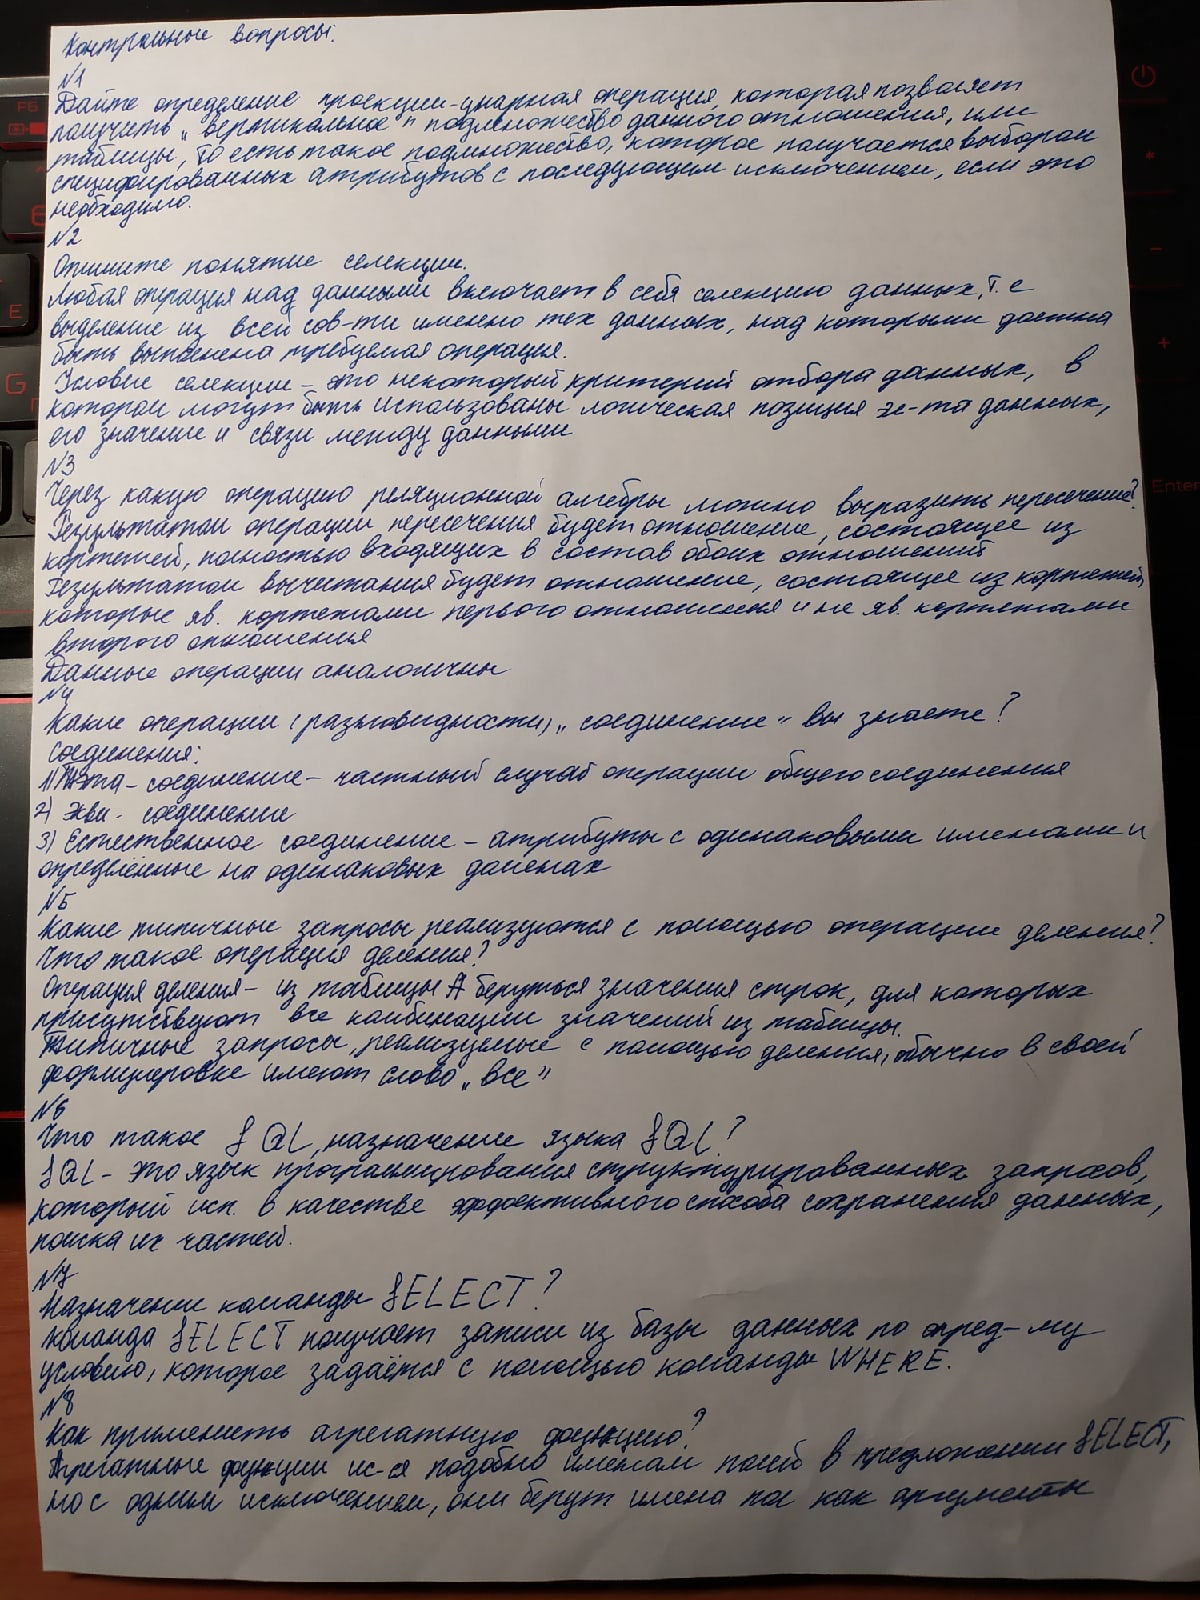 Контрольные вопросы.
№1
Дайте определение проекции - унарная операция, которая позволяет
получить „вертикальное" подмножество данного отношения, или
таблицы, то есть такое подмножество, которое получается выбором
специфированных атрибутов с последующим исключением, если это
необходимо.
№2
Опишите понятие селекции.
Любая операция над данными включает в себя селекцию данных, т.е
выделение из всей сов-ти именно тех данных, над которыми должна
быть выполнена требуемая операция.
Условие селекции - это некоторый критерий отбора данных, в
котором могут быть использованы логическая позиция эл-та данных,
его значение и связи между данными
№3
Через какую операцию реляционной алгебры можно выразить пересечение?
Результатом операции пересечения будет отношение, состоящее из
кортежей, полностью входящих в состав обоих отношений
Результатом вычитания будет отношение, состоящее из кортежей,
которые яв. кортежами первого отношения и не яв. кортежами
второго отношения
Данные операции аналогичны
№4
Какие операции (разновидности) „соединение" вы знаете?
Соединения:
1) Тэта - соединение - частный случай операции общего соединения
2) Экви - соединение
3) Естественное соединение - атрибуты с одинаковыми именами и
определённые на одинаковых доменах
№5
Какие типичные запросы реализуются с помощью операции деления?
Что такое операция деления?
Операция деления - из таблицы А беруться значения строк, для которых
присутствуют все комбинации значений из таблицы.
Типичные запросы, реализуемые с помощью деления, обычно в своей
формулировке имеют слово „все"
№6
Что такое SQL, назначение языка SQL?
SQL - это язык программирования структурированных запросов,
который исп. в качестве эффективного способа сохранения данных,
поиска их частей.
№7
Назначение команды SELECT?
Команда SELECT получает записи из базы данных по опред-му
условию, которое задаётся с помощью команды WHERE.
№8
Как применить агрегатную функцию?
Агрегатные функции ис-ся подобно именам полей в предложении SELECT,
но с одним исключением, они берут имена пол как аргументы